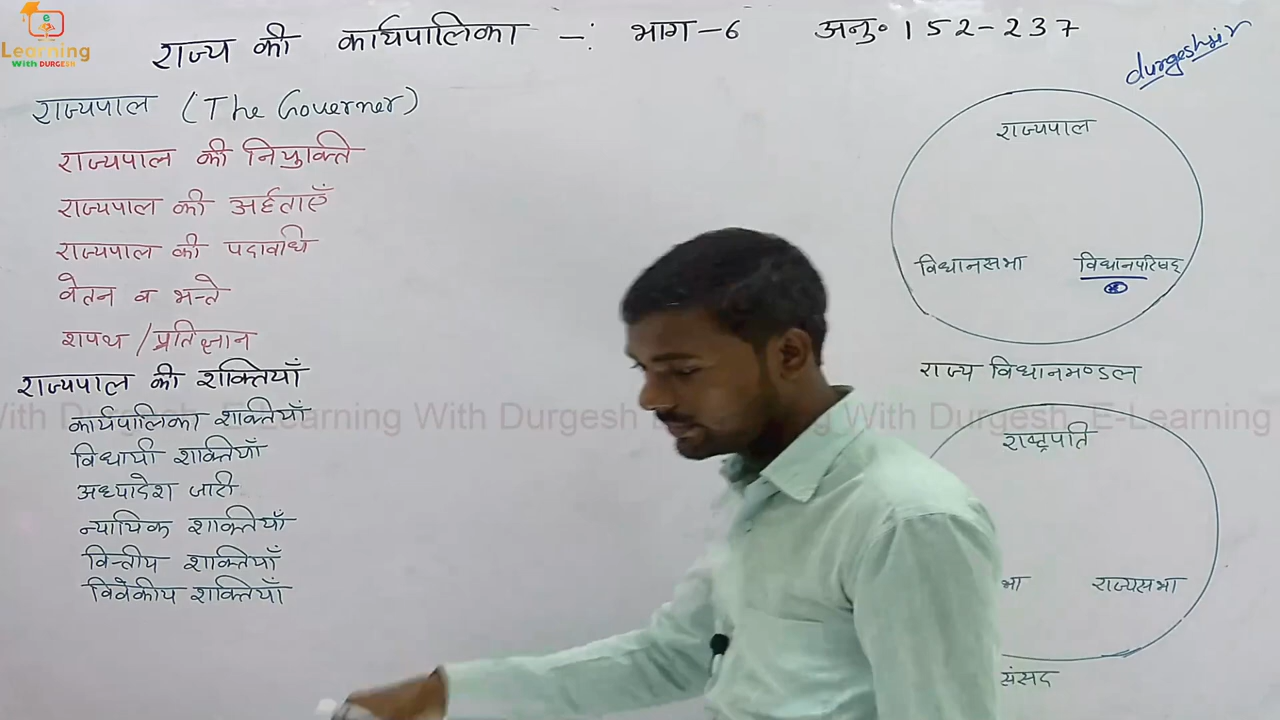 e
Learning
With DURGESH
राज्य की कार्यपालिका -: भाग-6 अनु० 152-237
durgesh sir
राज्यपाल (The Governer)
राज्यपाल की नियुक्ति
राज्यपाल की अर्हताएँ
राज्यपाल की पदावधि
वेतन व भत्ते
शपथ / प्रतिज्ञान
राज्यपाल की शक्तियाँ
कार्यपालिका शक्तियाँ
विधायी शक्तियाँ
अध्यादेश जारी
न्यायिक शक्तियाँ
वित्तीय शक्तियाँ
विवेकीय शक्तियाँ
राज्यपाल
विधानसभा विधानपरिषद्
राज्य विधानमण्डल
With Durgesh E-Learning With Durgesh E-Learning With Durgesh E-Learning
राष्ट्रपति
भा राज्यसभा
संसद